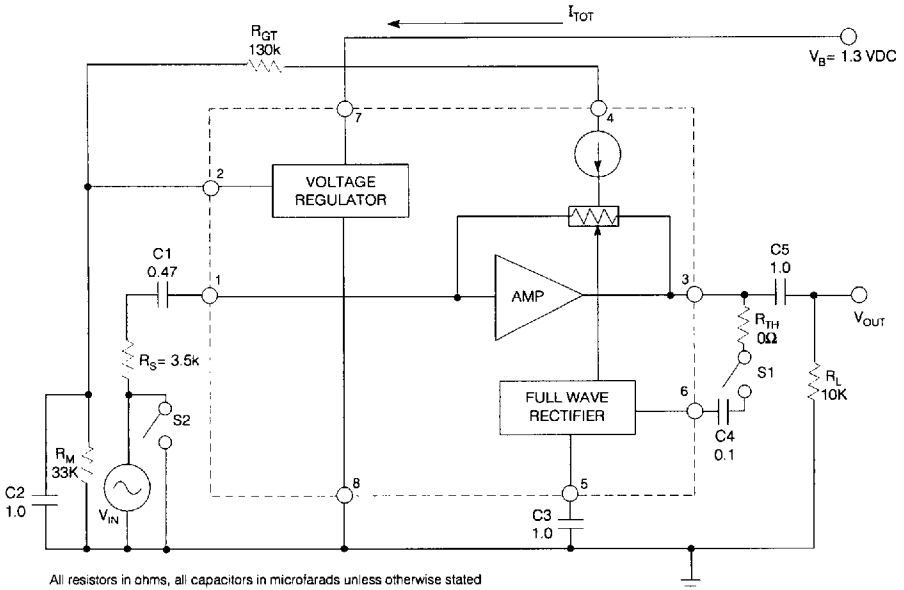 I_TOT
R_GT
130k
V_B= 1.3 VDC
7
4
2
VOLTAGE
REGULATOR
C1
0.47
1
AMP
3
C5
1.0
V_OUT
R_TH
0Ω
S1
R_S= 3.5k
R_L
10K
FULL WAVE
RECTIFIER
6
C4
0.1
S2
R_M
33K
C2
1.0
V_IN
8
5
C3
1.0
All resistors in ohms, all capacitors in microfarads unless otherwise stated